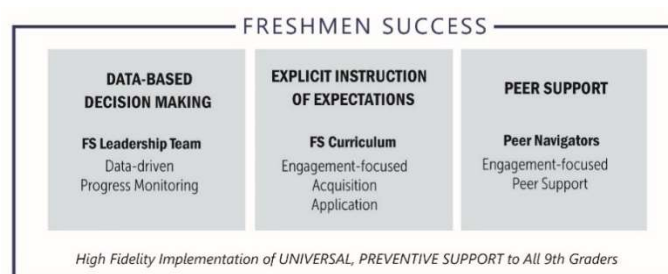 FRESHMEN SUCCESS
DATA-BASED
DECISION MAKING
FS Leadership Team
Data-driven
Progress Monitoring
EXPLICIT INSTRUCTION
OF EXPECTATIONS
FS Curriculum
Engagement-focused
Acquisition
Application
PEER SUPPORT
Peer Navigators
Engagement-focused
Peer Support
High Fidelity Implementation of UNIVERSAL, PREVENTIVE SUPPORT to All 9th Graders